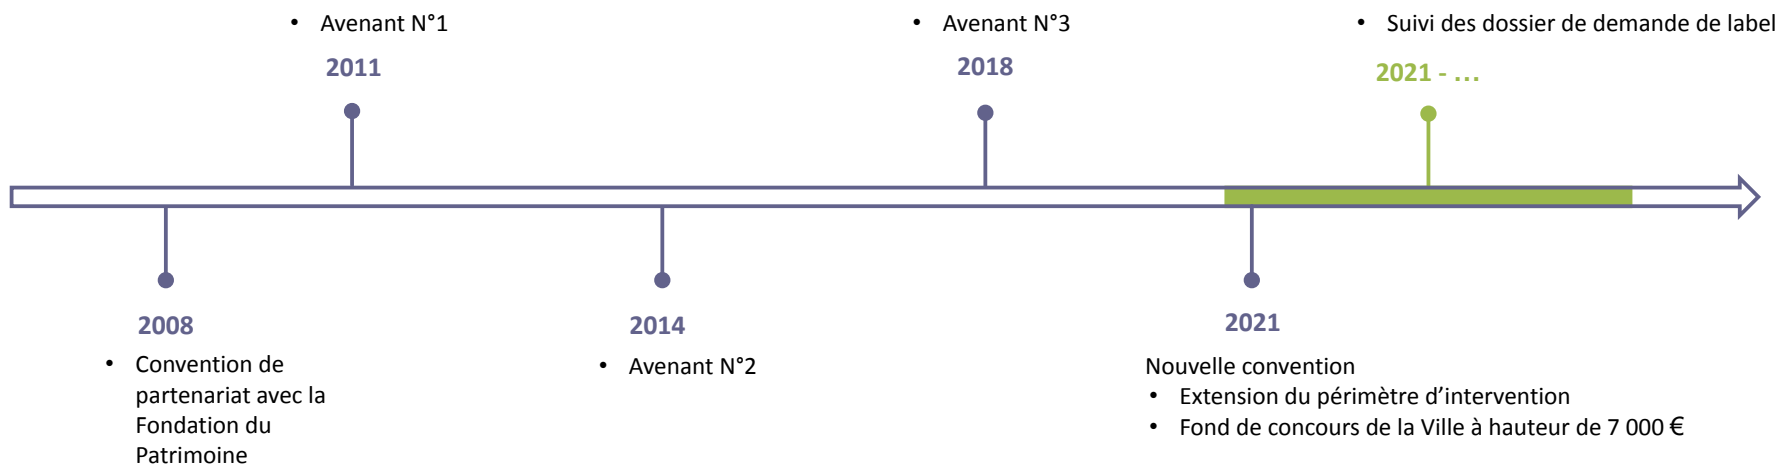 • Avenant N°1
2011
• Avenant N°3
2018
• Suivi des dossier de demande de label
2021 - …
2008
• Convention de
partenariat avec la
Fondation du
Patrimoine
2014
• Avenant N°2
2021
Nouvelle convention
• Extension du périmètre d’intervention
• Fond de concours de la Ville à hauteur de 7 000 €